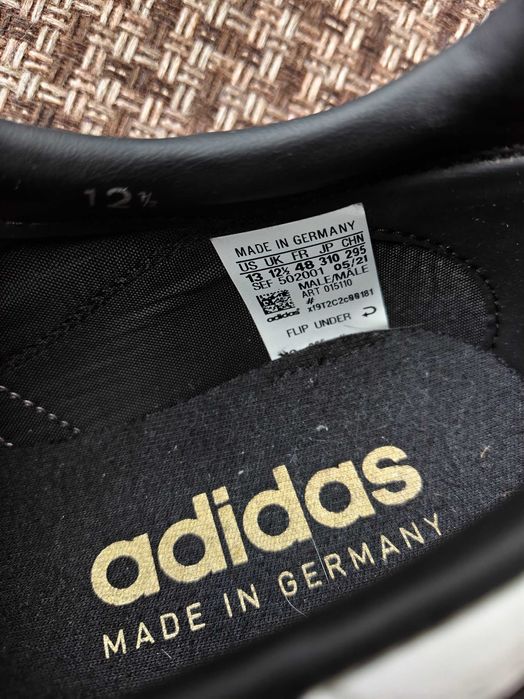 12½
MADE IN GERMANY
US UK FR JP CHN
13 12½ 48 310 295
SEF 502001 05/21
MALE/MALE
ART 015110
#
adidas
FLIP UNDER
adidas
MADE IN GERMANY